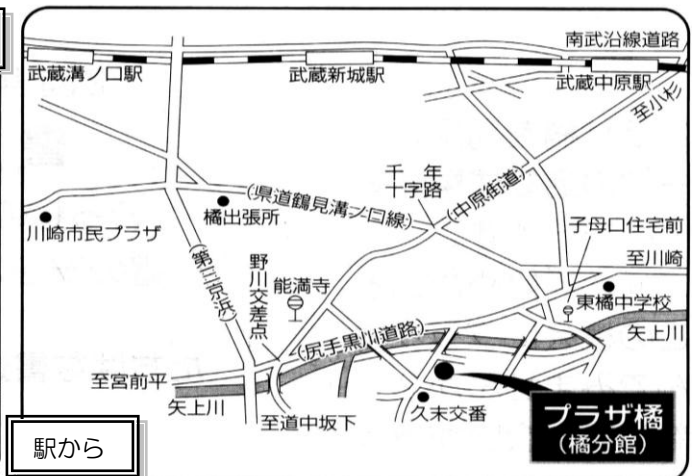 南武沿線道路
武蔵溝ノ口駅
武蔵新城駅
武蔵中原駅
至小杉
千年
十字路
(中原街道)
(県道鶴見溝ノ口線)
橘出張所
川崎市民プラザ
子母口住宅前
至川崎
(第三京浜)
野川交差点
能満寺
東橘中学校
(尻手黒川道路)
矢上川
至宮前平
矢上川
至道中坂下
久末交番
プラザ橘
(橘分館)
駅から